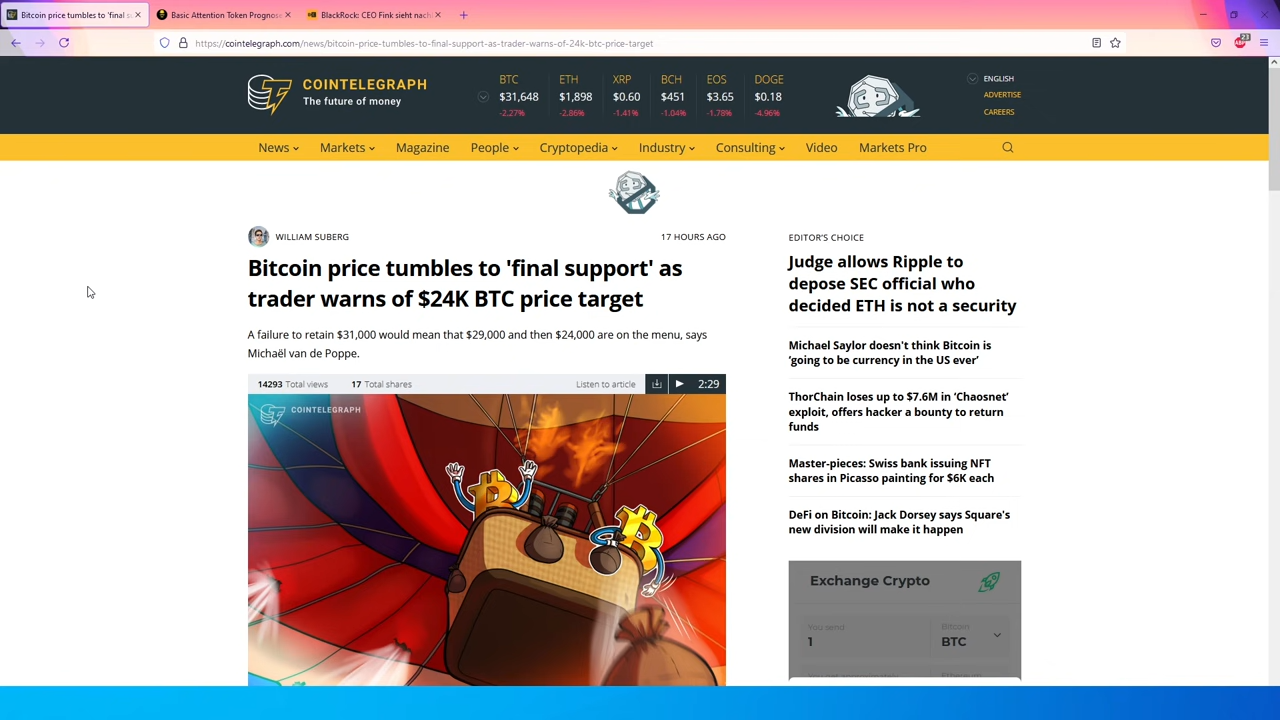 Bitcoin price tumbles to 'final su
Basic Attention Token Prognose
BlackRock: CEO Fink sieht nach
https://cointelegraph.com/news/bitcoin-price-tumbles-to-final-support-as-trader-warns-of-24k-btc-price-target
23
COINTELEGRAPH
The future of money
BTC ETH XRP BCH EOS DOGE
$31,648 $1,898 $0.60 $451 $3.65 $0.18
-2.27% -2.86% -1.41% -1.04% -1.78% -4.96%
ENGLISH
ADVERTISE
CAREERS
News Markets Magazine People Cryptopedia Industry Consulting Video Markets Pro
WILLIAM SUBERG
17 HOURS AGO
Bitcoin price tumbles to 'final support' as
trader warns of $24K BTC price target
A failure to retain $31,000 would mean that $29,000 and then $24,000 are on the menu, says
Michaël van de Poppe.
14293 Total views 17 Total shares Listen to article 2:29
COINTELEGRAPH
EDITOR'S CHOICE
Judge allows Ripple to
depose SEC official who
decided ETH is not a security
Michael Saylor doesn't think Bitcoin is
‘going to be currency in the US ever’
ThorChain loses up to $7.6M in ‘Chaosnet’
exploit, offers hacker a bounty to return
funds
Master-pieces: Swiss bank issuing NFT
shares in Picasso painting for $6K each
DeFi on Bitcoin: Jack Dorsey says Square's
new division will make it happen
Exchange Crypto
You send
1
Bitcoin
BTC